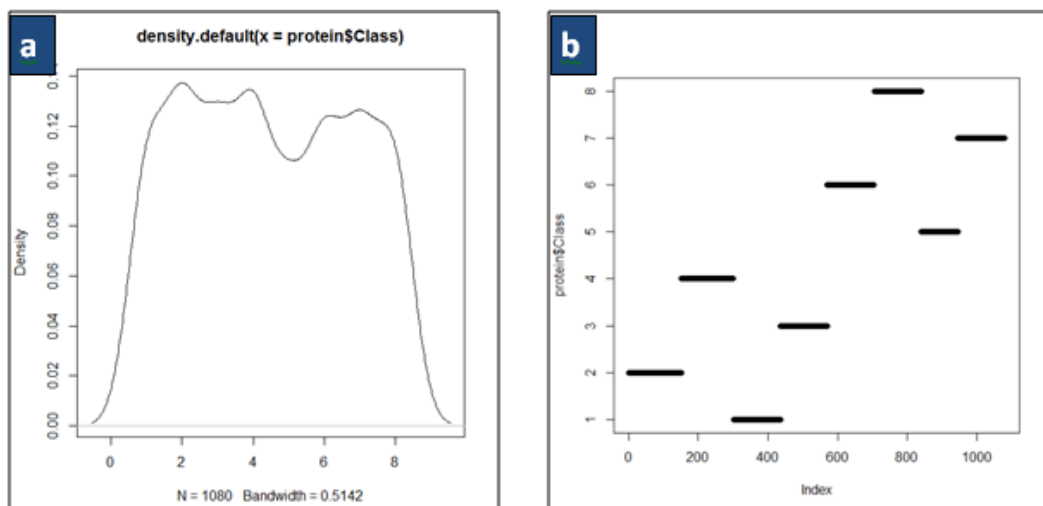 a
density.default(x = protein$Class)
Density
0.00
0.02
0.04
0.06
0.08
0.10
0.12
0 2 4 6 8
N = 1080 Bandwidth = 0.5142
b
protein$Class
1
2
3
4
5
6
7
8
0 200 400 600 800 1000
Index